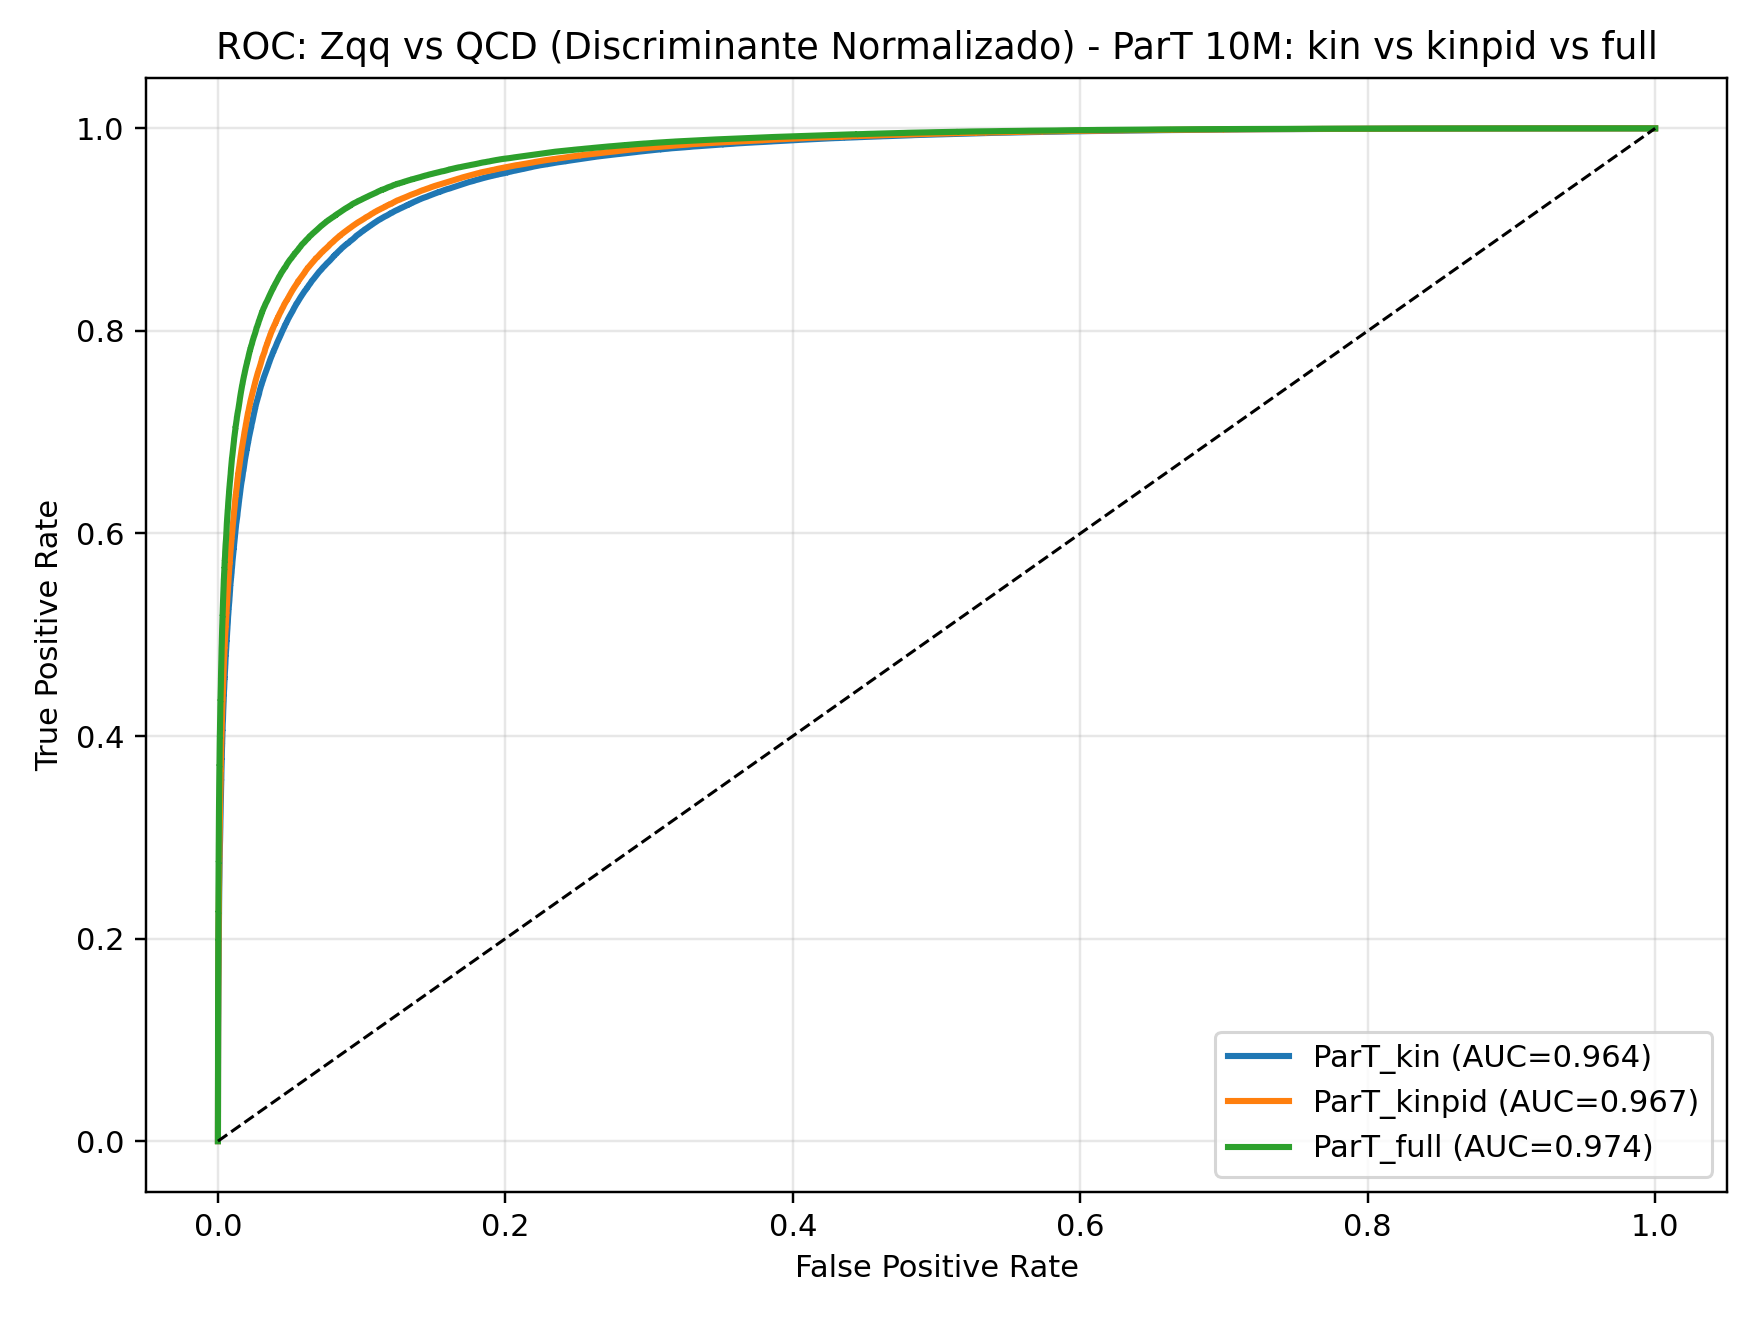 ROC: Zqq vs QCD (Discriminante Normalizado) - ParT 10M: kin vs kinpid vs full
True Positive Rate
1.0
0.8
0.6
0.4
0.2
0.0
ParT_kin (AUC=0.964)
ParT_kinpid (AUC=0.967)
ParT_full (AUC=0.974)
0.0 0.2 0.4 0.6 0.8 1.0
False Positive Rate